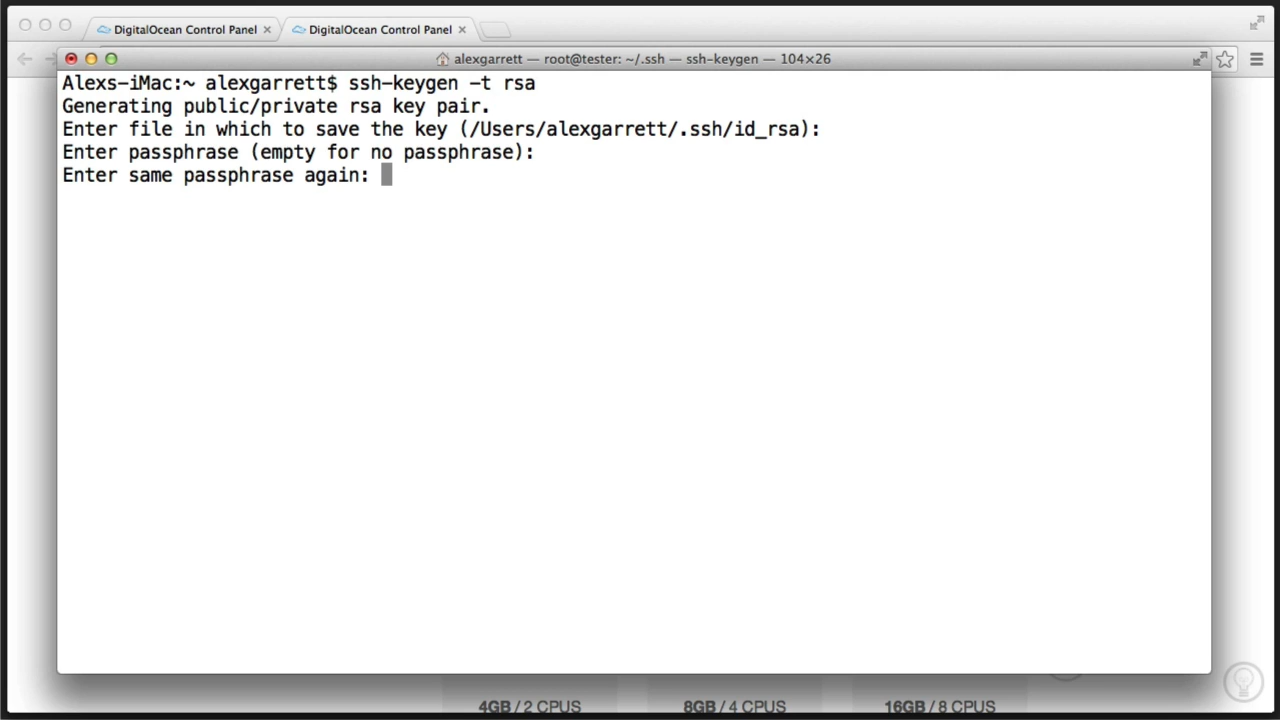 DigitalOcean Control Panel × DigitalOcean Control Panel ×
alexgarrett — root@tester: ~/.ssh — ssh-keygen — 104×26
Alexs-iMac:~ alexgarrett$ ssh-keygen -t rsa
Generating public/private rsa key pair.
Enter file in which to save the key (/Users/alexgarrett/.ssh/id_rsa):
Enter passphrase (empty for no passphrase):
Enter same passphrase again:
4GB / 2 CPUS 8GB / 4 CPUS 16GB / 8 CPUS